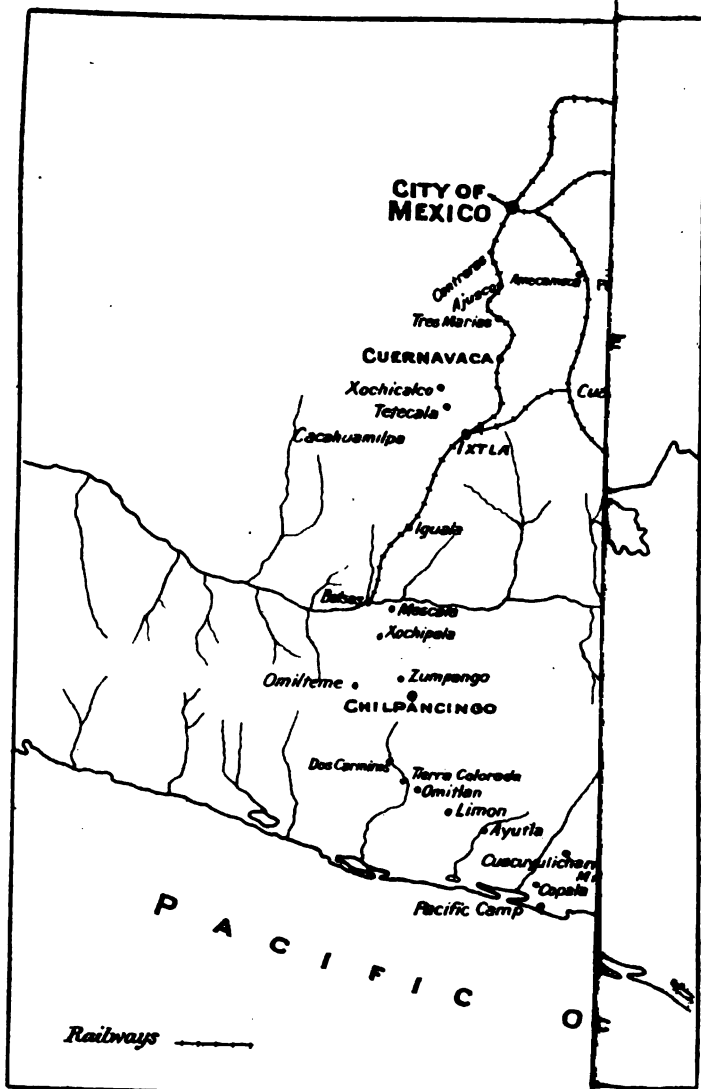 CITY OF
MEXICO
Contreras
Ajusco
Amecameca
Tres Marias
CUERNAVACA
Xochicalco
Tetecala
Cacahuamilpa
IXTLA
Iguala
Balsas
Mescala
Xochipala
Omilteme
Zumpango
CHILPANCINGO
Dos Caminos
Tierra Colorada
Omitlan
Limon
Ayutla
Copala
Pacific Camp
PACIFIC O
Railways